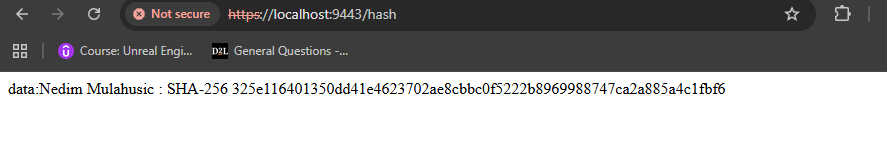 Not secure https://localhost:9443/hash
Course: Unreal Engi... D2L General Questions -...
data:Nedim Mulahusic : SHA-256 325e116401350dd41e4623702ae8cbbc0f5222b8969988747ca2a885a4c1fbf6